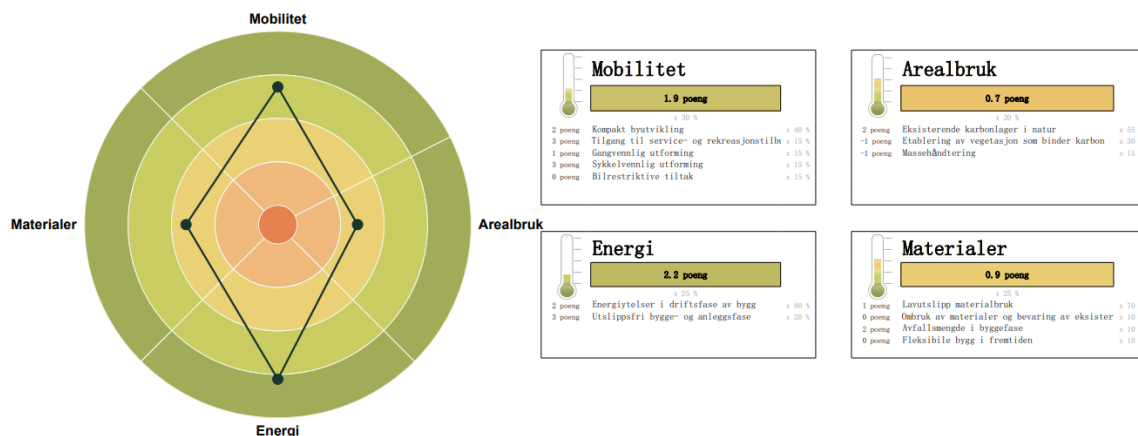 Mobilitet
Materialer
Arealbruk
Energi
Mobilitet
1.9 poeng
x 30 %
2 poeng Kompakt byutvikling x 40 %
3 poeng Tilgang til service- og rekreasjonstilbu x 15 %
1 poeng Gangvennlig utforming x 15 %
3 poeng Sykkelvennlig utforming x 15 %
0 poeng Bilrestriktive tiltak x 15 %
Arealbruk
0.7 poeng
x 20 %
2 poeng Eksisterende karbonlager i natur x 55
-1 poeng Etablering av vegetasjon som binder karbon x 30
-1 poeng Massehåndtering x 15
Energi
2.2 poeng
x 25 %
2 poeng Energiytelser i driftsfase av bygg x 80 %
3 poeng Utslippsfri bygge- og anleggsfase x 20 %
Materialer
0.9 poeng
x 25 %
1 poeng Lavutslipp materialbruk x 70
0 poeng Ombruk av materialer og bevaring av eksister x 10
2 poeng Avfallsmengde i byggefase x 10
0 poeng Fleksibile bygg i fremtiden x 10